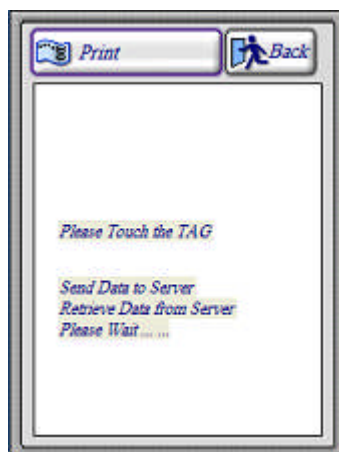 Print
Back
Please Touch the TAG
Send Data to Server
Retrieve Data from Server
Please Wait ... ...